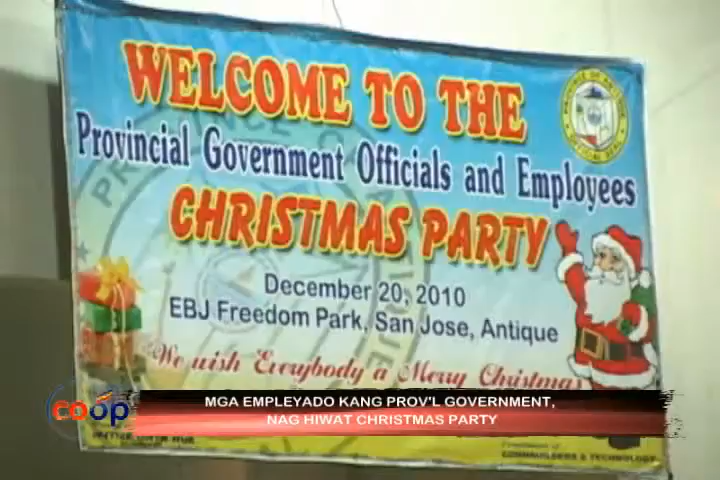 WELCOME TO THE
Provincial Government Officials and Employees
CHRISTMAS PARTY
December 20, 2010
EBJ Freedom Park, San Jose, Antique
We wish Everybody a Merry Christmas
coop
MGA EMPLEYADO KANG PROV'L GOVERNMENT,
NAG HIWAT CHRISTMAS PARTY